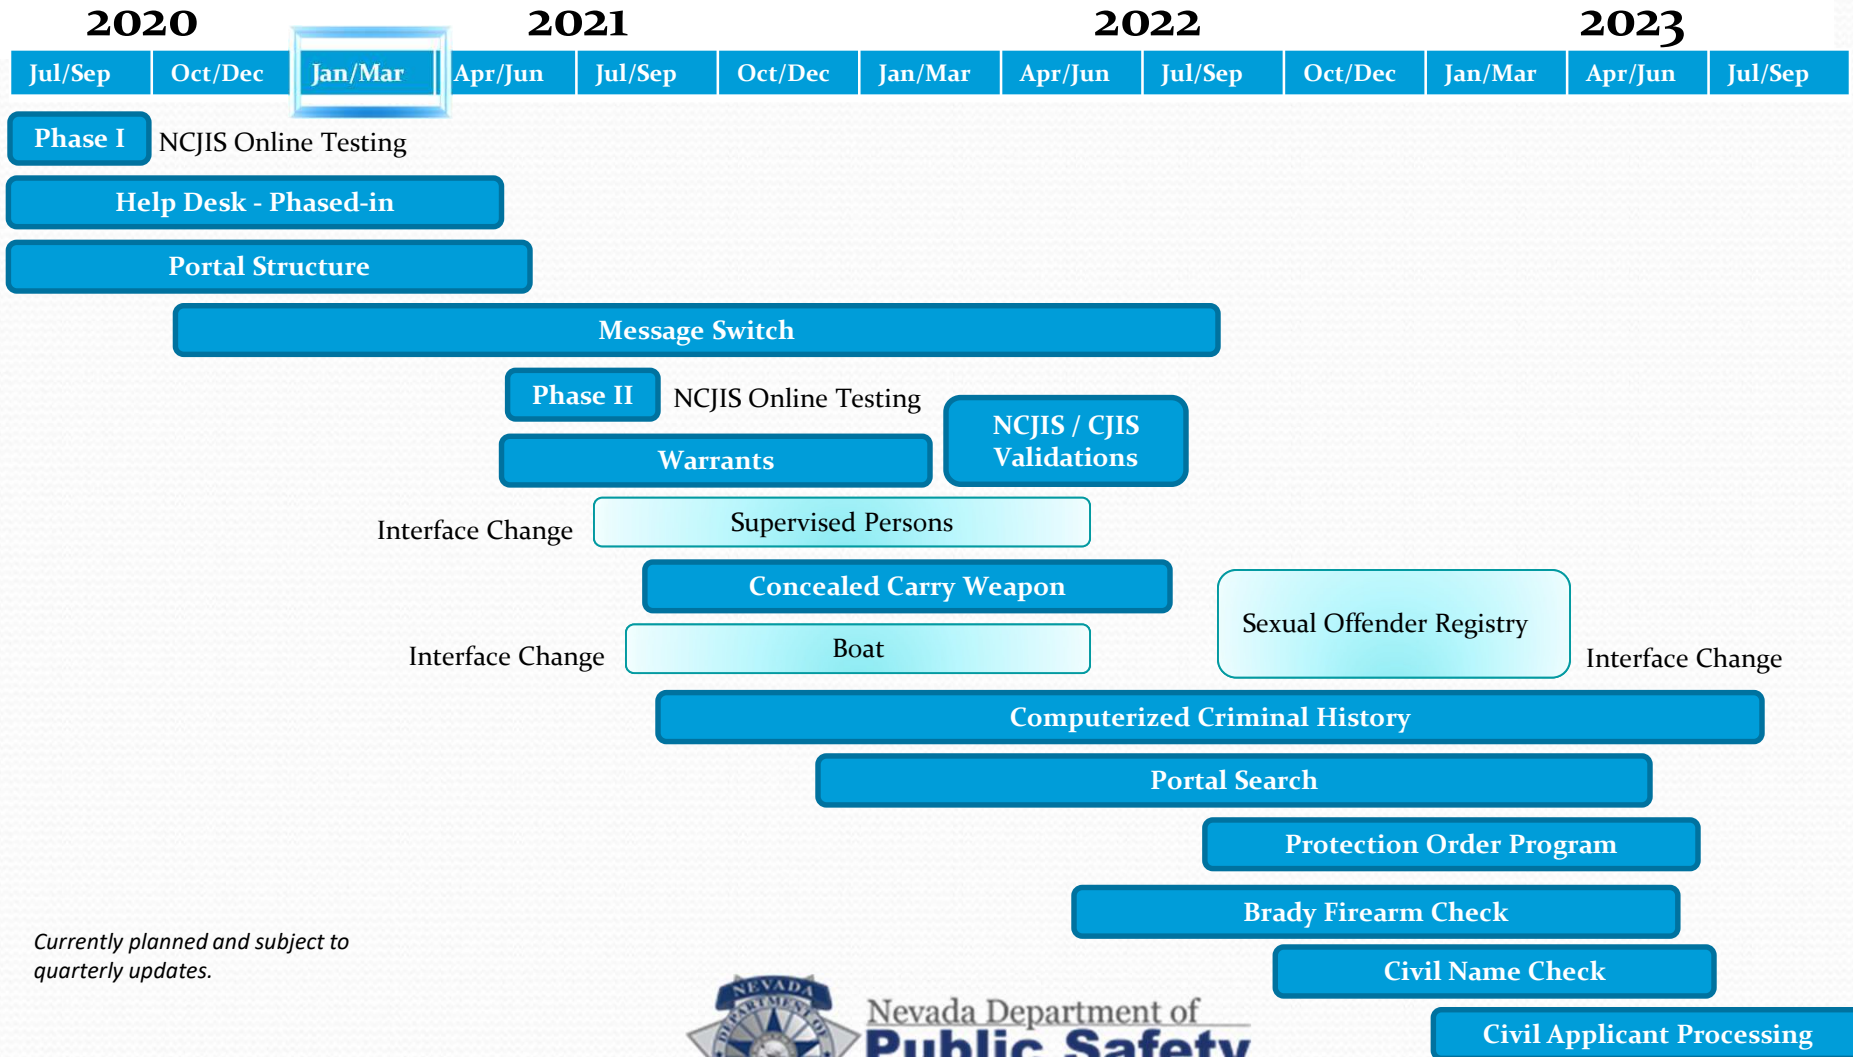 2020 2021 2022 2023
Jul/Sep Oct/Dec Jan/Mar Apr/Jun Jul/Sep Oct/Dec Jan/Mar Apr/Jun Jul/Sep Oct/Dec Jan/Mar Apr/Jun Jul/Sep
Phase I NCJIS Online Testing
Help Desk - Phased-in
Portal Structure
Message Switch
Phase II NCJIS Online Testing
NCJIS / CJIS
Validations
Warrants
Interface Change Supervised Persons
Concealed Carry Weapon
Sexual Offender Registry
Interface Change Boat
Interface Change
Computerized Criminal History
Portal Search
Protection Order Program
Brady Firearm Check
Currently planned and subject to
quarterly updates.
Civil Name Check
NEVADA
DEPARTMENT OF
Nevada Department of
Public Safety
Civil Applicant Processing